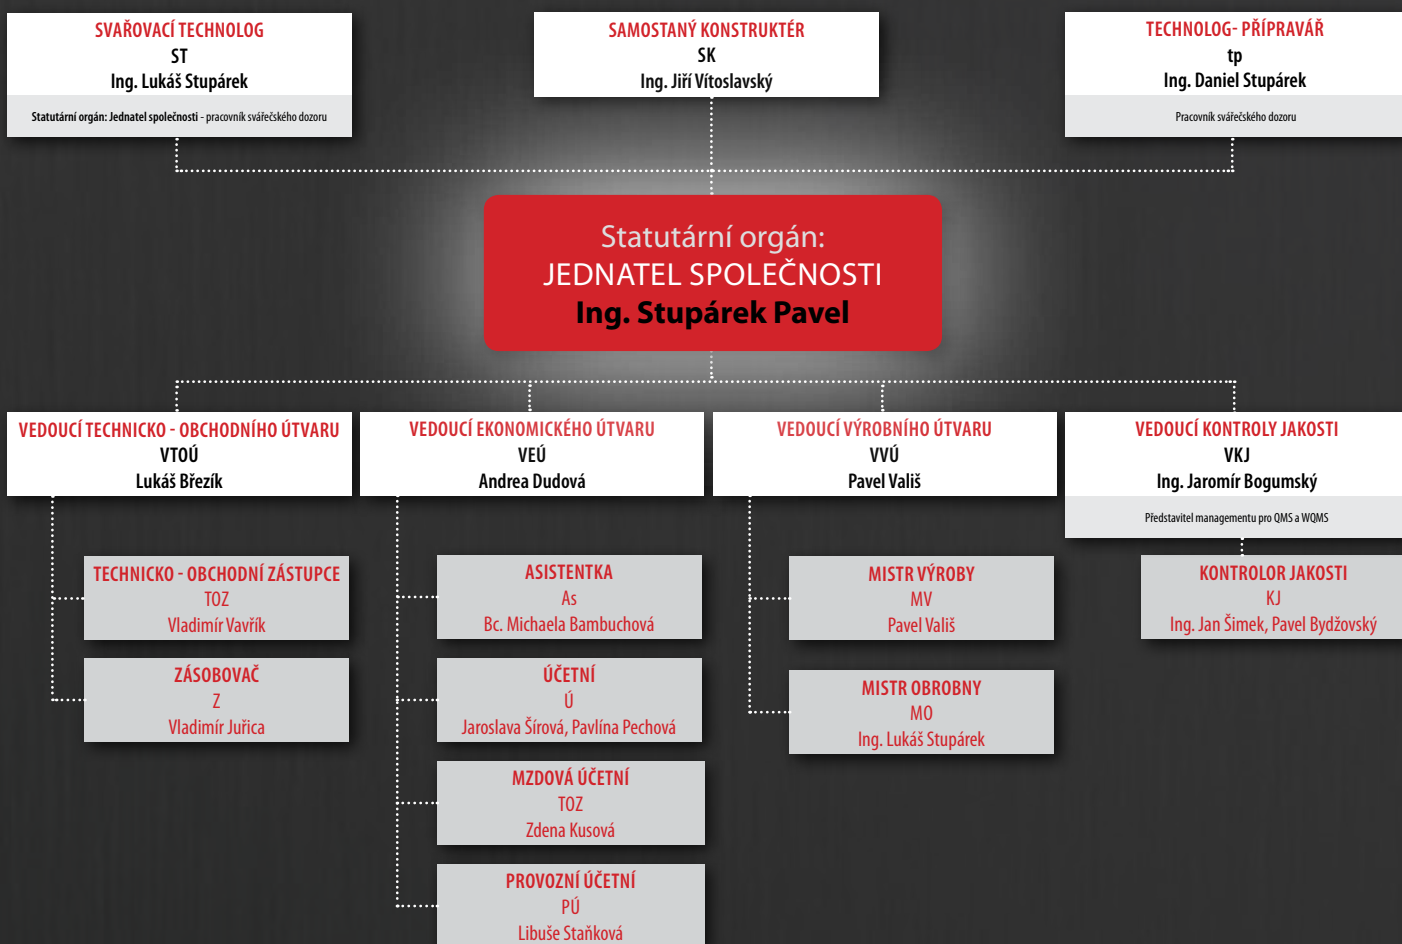 SVAŘOVACÍ TECHNOLOG
ST
Ing. Lukáš Stupárek
Statutární orgán: Jednatel společnosti - pracovník svářečského dozoru
SAMOSTANÝ KONSTRUKTÉR
SK
Ing. Jiří Vítoslavský
TECHNOLOG- PŘÍPRAVÁŘ
tp
Ing. Daniel Stupárek
Pracovník svářečského dozoru
Statutární orgán:
JEDNATEL SPOLEČNOSTI
Ing. Stupárek Pavel
VEDOUCÍ TECHNICKO - OBCHODNÍHO ÚTVARU
VTOÚ
Lukáš Březík
VEDOUCÍ EKONOMICKÉHO ÚTVARU
VEÚ
Andrea Dudová
VEDOUCÍ VÝROBNÍHO ÚTVARU
VVÚ
Pavel Vališ
VEDOUCÍ KONTROLY JAKOSTI
VKJ
Ing. Jaromír Bogumský
Představitel managementu pro QMS a WQMS
TECHNICKO - OBCHODNÍ ZÁSTUPCE
TOZ
Vladimír Vavřík
ZÁSOBOVAČ
Z
Vladimír Juřica
ASISTENTKA
As
Bc. Michaela Bambuchová
ÚČETNÍ
Ú
Jaroslava Šírová, Pavlína Pechová
MZDOVÁ ÚČETNÍ
TOZ
Zdena Kusová
PROVOZNÍ ÚČETNÍ
PÚ
Libuše Staňková
MISTR VÝROBY
MV
Pavel Vališ
MISTR OBROBNY
MO
Ing. Lukáš Stupárek
KONTROLOR JAKOSTI
KJ
Ing. Jan Šimek, Pavel Bydžovský